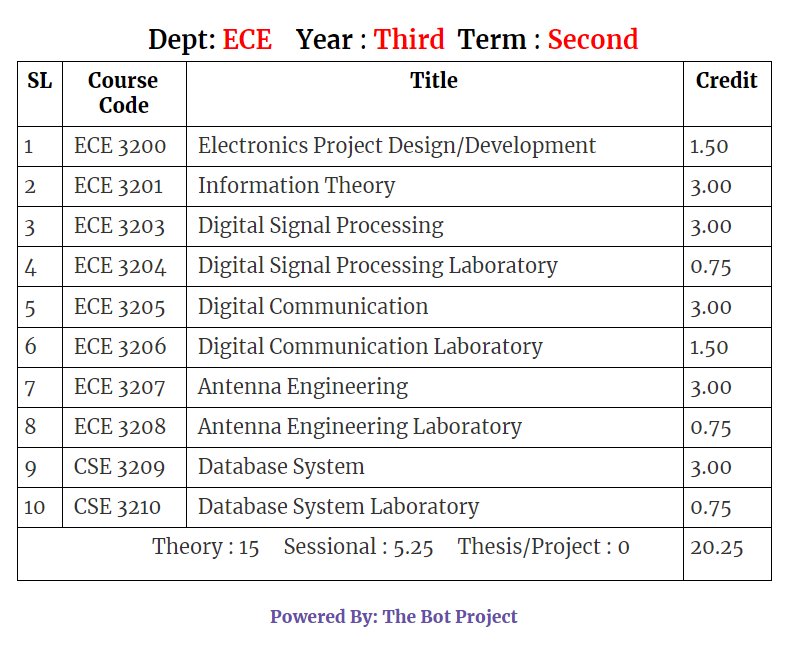 Dept: ECE Year : Third Term : Second
SL Course Code Title Credit
1 ECE 3200 Electronics Project Design/Development 1.50
2 ECE 3201 Information Theory 3.00
3 ECE 3203 Digital Signal Processing 3.00
4 ECE 3204 Digital Signal Processing Laboratory 0.75
5 ECE 3205 Digital Communication 3.00
6 ECE 3206 Digital Communication Laboratory 1.50
7 ECE 3207 Antenna Engineering 3.00
8 ECE 3208 Antenna Engineering Laboratory 0.75
9 CSE 3209 Database System 3.00
10 CSE 3210 Database System Laboratory 0.75
Theory : 15 Sessional : 5.25 Thesis/Project : 0 20.25
Powered By: The Bot Project